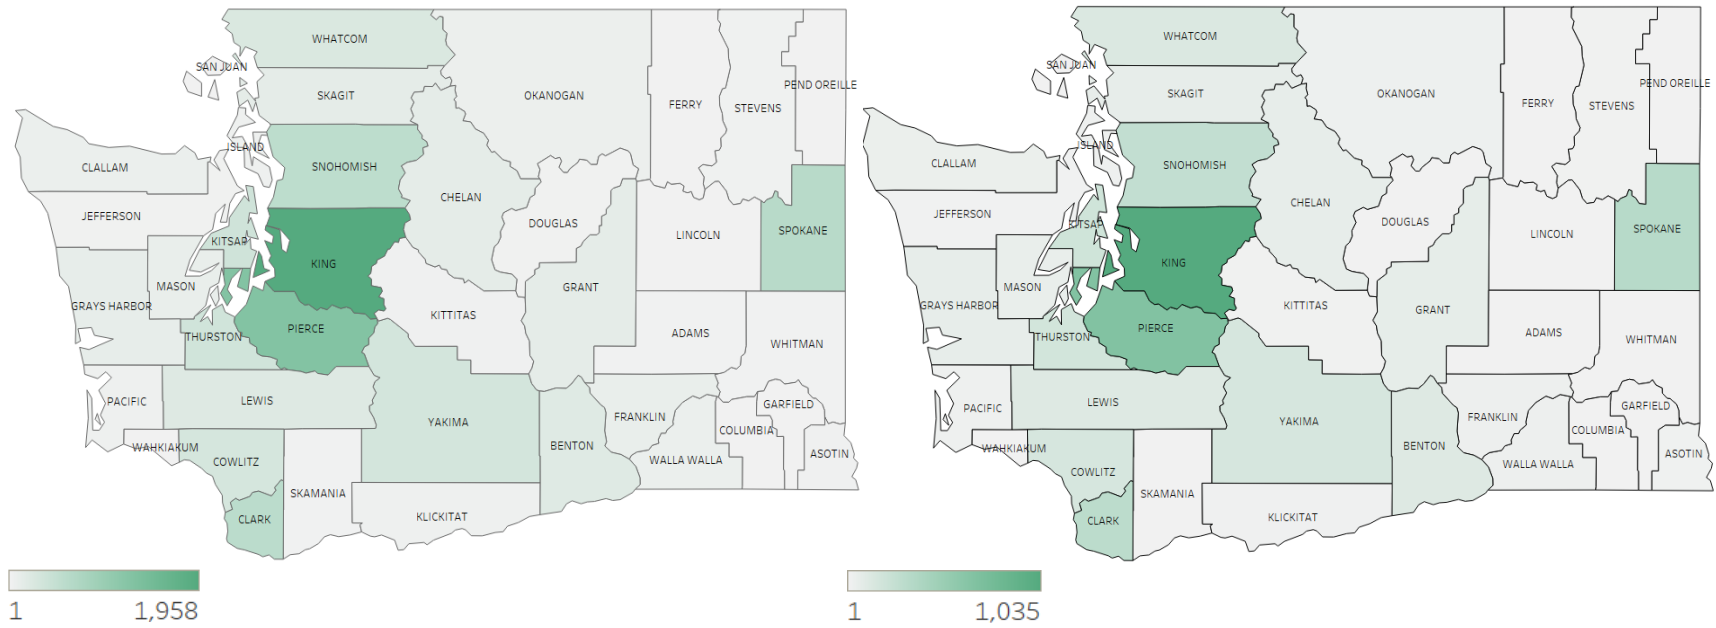 WHATCOM
SAN JUAN
SKAGIT
OKANOGAN
FERRY
STEVENS
PEND OREILLE
ISLAND
CLALLAM
SNOHOMISH
CHELAN
JEFFERSON
DOUGLAS
KITSAP
LINCOLN
SPOKANE
KING
MASON
GRANT
GRAYS HARBOR
KITTITAS
PIERCE
THURSTON
ADAMS
WHITMAN
PACIFIC
LEWIS
YAKIMA
FRANKLIN
GARFIELD
COLUMBIA
WAHKIAKUM
BENTON
ASOTIN
COWLITZ
WALLA WALLA
SKAMANIA
CLARK
KLICKITAT
1 1,958
WHATCOM
SAN JUAN
SKAGIT
OKANOGAN
FERRY
STEVENS
PEND OREILLE
ISLAND
CLALLAM
SNOHOMISH
CHELAN
JEFFERSON
DOUGLAS
KITSAP
LINCOLN
SPOKANE
KING
MASON
GRANT
GRAYS HARBOR
KITTITAS
PIERCE
THURSTON
ADAMS
WHITMAN
PACIFIC
LEWIS
YAKIMA
FRANKLIN
GARFIELD
COLUMBIA
WAHKIAKUM
BENTON
ASOTIN
COWLITZ
WALLA WALLA
SKAMANIA
CLARK
KLICKITAT
1 1,035